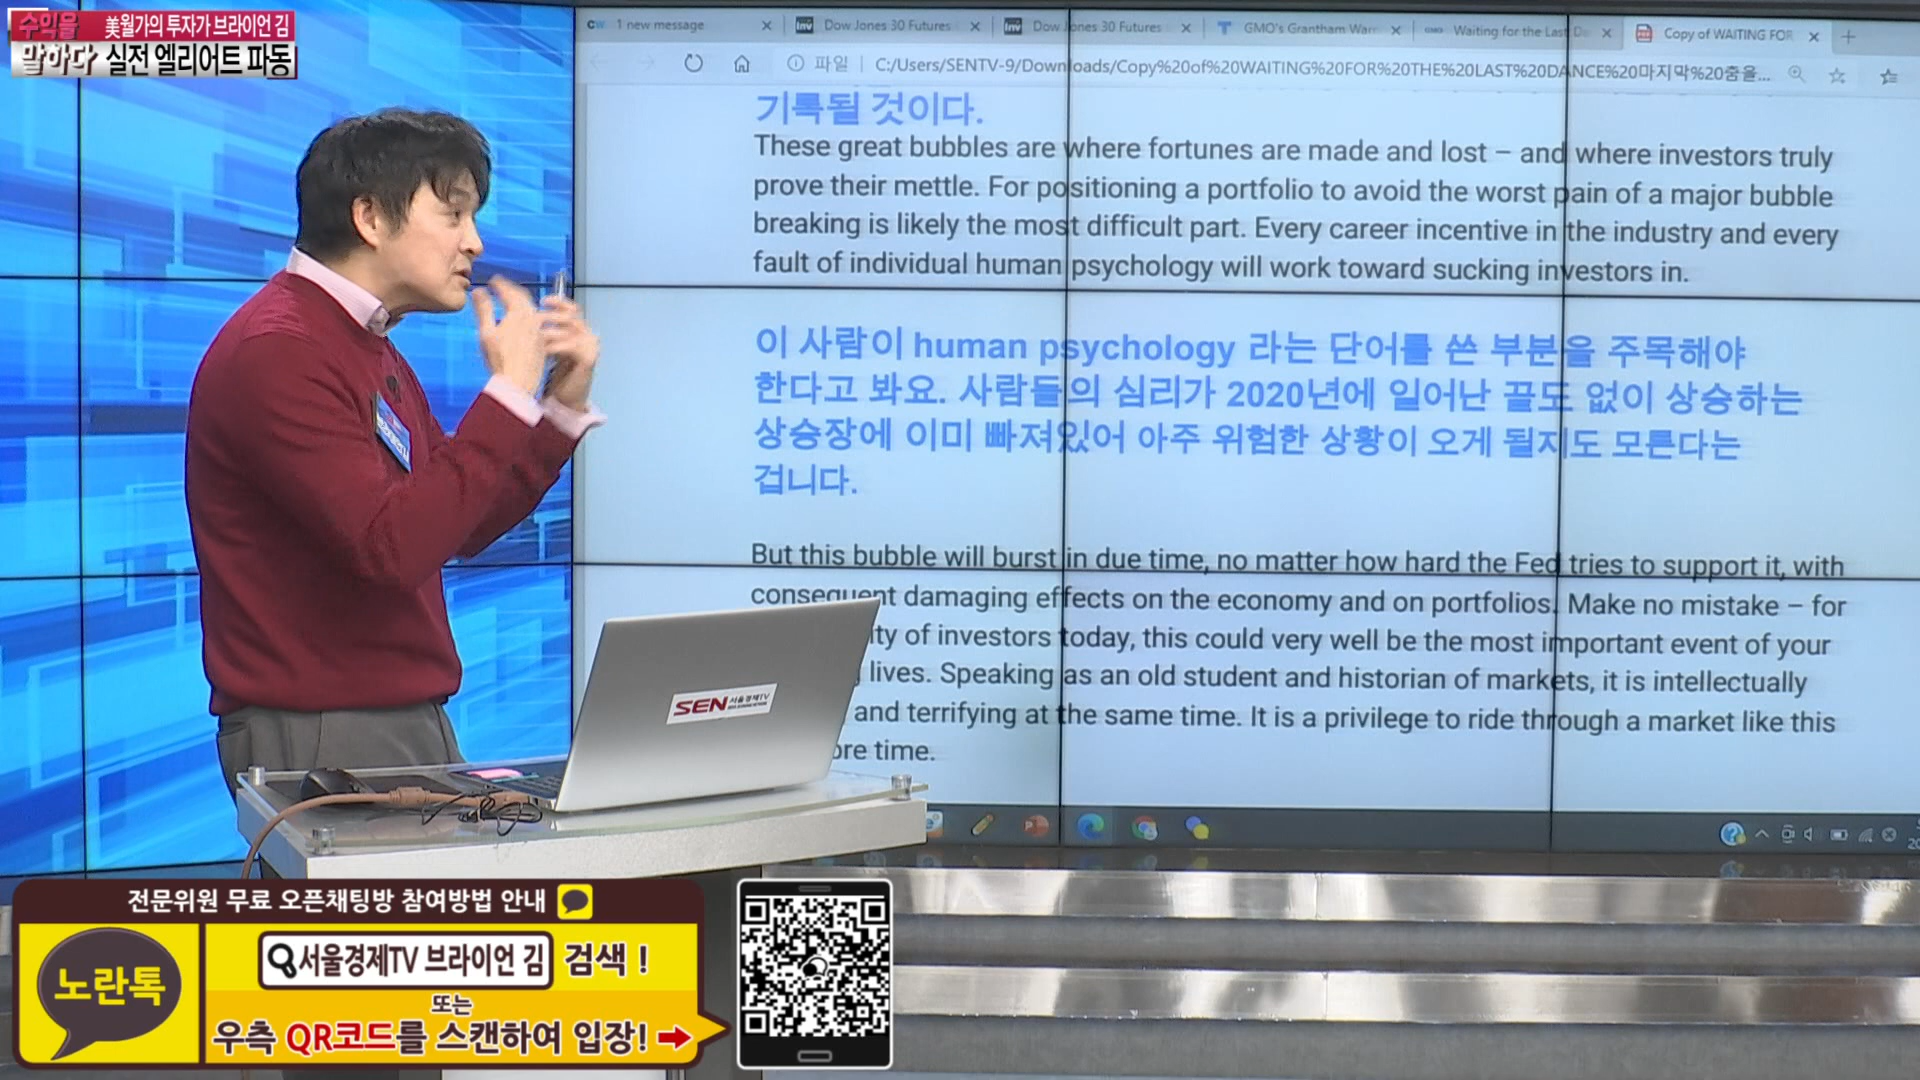 수익을
말하다
美월가의 투자가 브라이언 김
실전 엘리어트 파동
1 new message
Dow Jones 30 Futures
Dow Jones 30 Futures
GMO's Grantham Warn
Waiting for the Last Da
Copy of WAITING FOR
파일 | C:/Users/SENTV-9/Downloads/Copy%20of%20WAITING%20FOR%20THE%20LAST%20DANCE%20마지막%20춤을...
기록될 것이다.
These great bubbles are where fortunes are made and lost – and where investors truly
prove their mettle. For positioning a portfolio to avoid the worst pain of a major bubble
breaking is likely the most difficult part. Every career incentive in the industry and every
fault of individual human psychology will work toward sucking investors in.
이 사람이 human psychology 라는 단어를 쓴 부분을 주목해야
한다고 봐요. 사람들의 심리가 2020년에 일어난 끝도 없이 상승하는
상승장에 이미 빠져있어 아주 위험한 상황이 오게 될지도 모른다는
겁니다.
But this bubble will burst in due time, no matter how hard the Fed tries to support it, with
consequent damaging effects on the economy and on portfolios. Make no mistake – for
ity of investors today, this could very well be the most important event of your
lives. Speaking as an old student and historian of markets, it is intellectually
and terrifying at the same time. It is a privilege to ride through a market like this
ore time.
SEN 서울경제TV
전문위원 무료 오픈채팅방 참여방법 안내
노란톡
서울경제TV 브라이언 김 검색 !
또는
우측 QR코드를 스캔하여 입장!